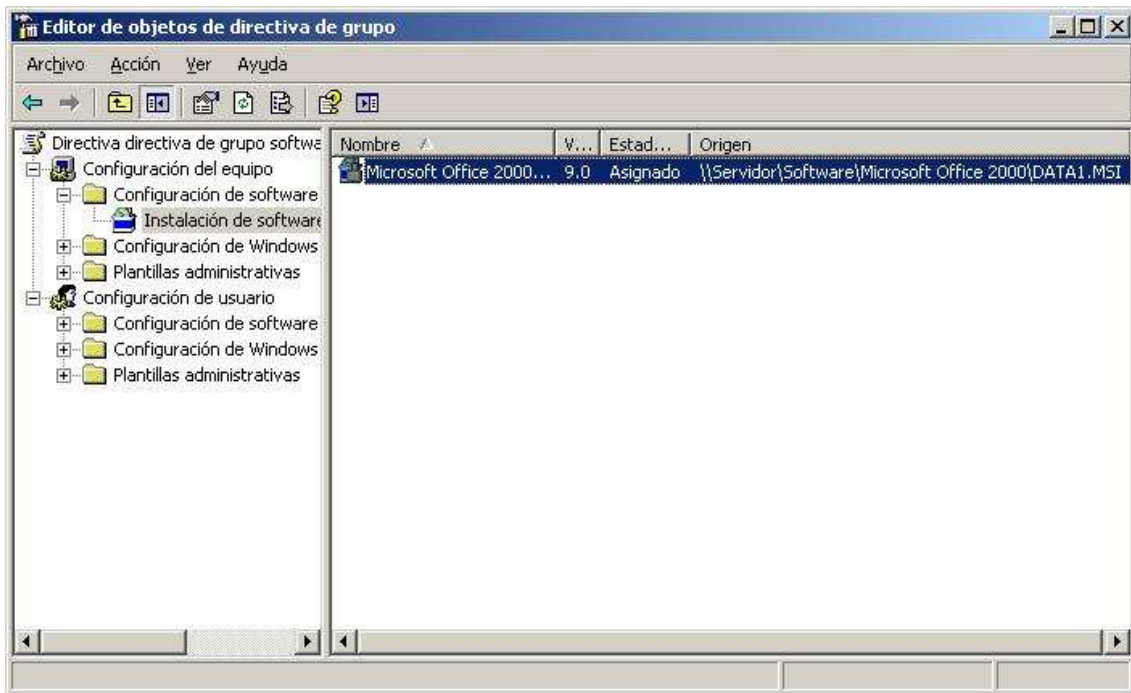 Editor de objetos de directiva de grupo
Archivo Acción Ver Ayuda
Directiva directiva de grupo softwa
Configuración del equipo
Configuración de software
Instalación de software
Configuración de Windows
Plantillas administrativas
Configuración de usuario
Configuración de software
Configuración de Windows
Plantillas administrativas
Nombre V... Estad... Origen
Microsoft Office 2000... 9.0 Asignado \\Servidor\Software\Microsoft Office 2000\DATA1.MSI